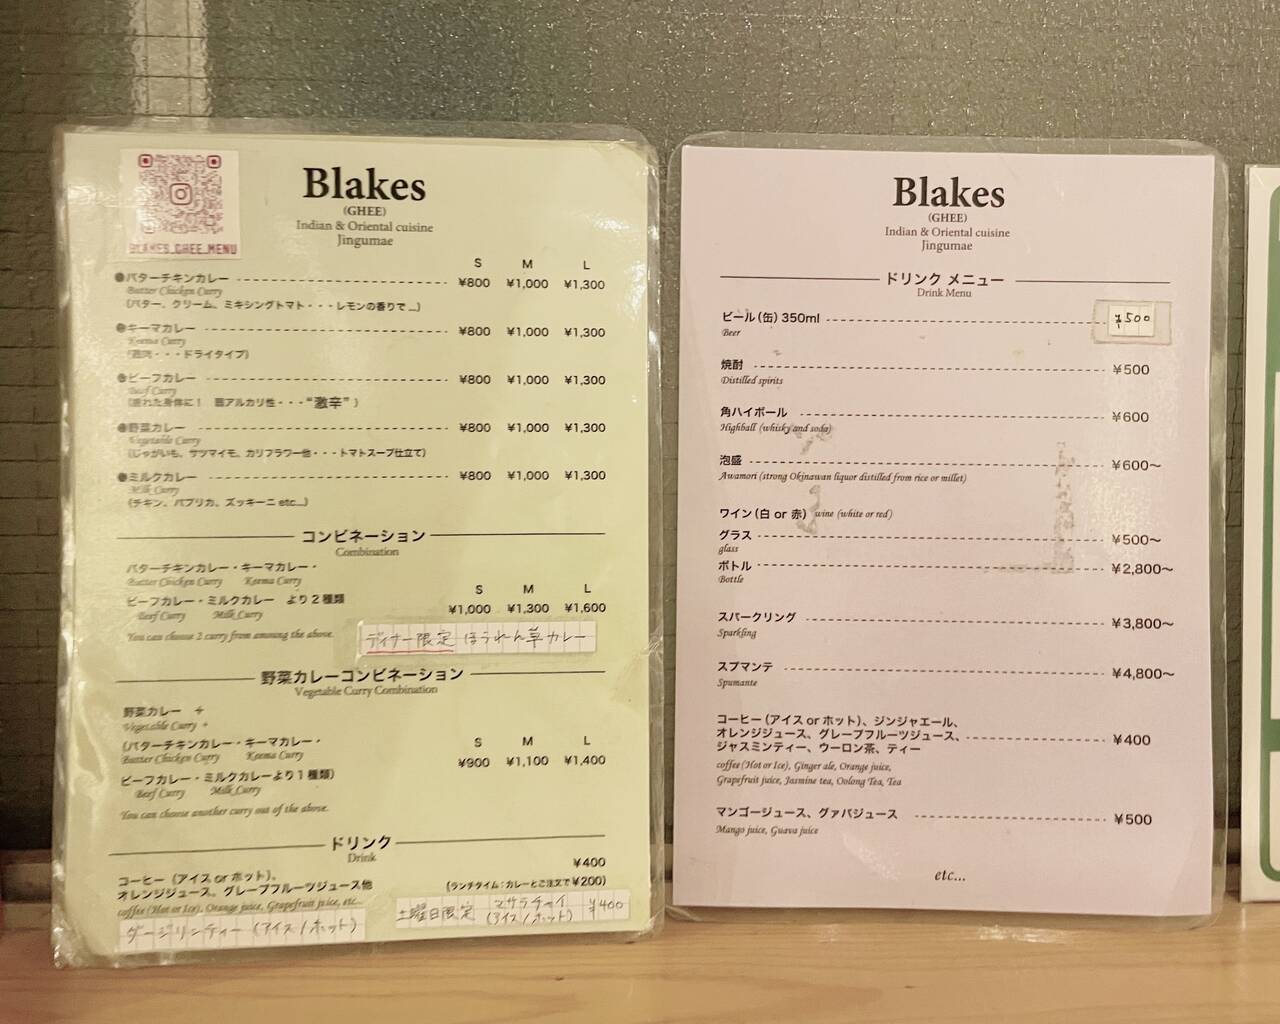 BLAKES_GHEE_MENU
Blakes
(GHEE)
Indian & Oriental cuisine
Jingumae
S M L
●バターチキンカレー ¥800 ¥1,000 ¥1,300
Butter Chicken Curry
(バター、クリーム、ミキシングトマト・・・レモンの香りで...)
●キーマカレー ¥800 ¥1,000 ¥1,300
Keema Curry
・・・ドライタイプ)
●ビーフカレー ¥800 ¥1,000 ¥1,300
Beef Curry
(疲れた身体に! 弱アルカリ性・・・“激辛”)
●野菜カレー ¥800 ¥1,000 ¥1,300
Vegetable Curry
(じゃがいも、サツマイモ、カリフラワー他・・・トマトスープ仕立て)
●ミルクカレー ¥800 ¥1,000 ¥1,300
Milk Curry
(チキン、パプリカ、ズッキーニ etc...)
コンビネーション
Combination
バターチキンカレー・キーマカレー・
Butter Chicken Curry Keema Curry
S M L
ビーフカレー・ミルクカレー より2種類 ¥1,000 ¥1,300 ¥1,600
Beef Curry Milk Curry
You can choose 2 curry from amoung the above.
ディナー限定 ほうれん草カレー
野菜カレーコンビネーション
Vegetable Curry Combination
野菜カレー +
Vegetable Curry +
(バターチキンカレー・キーマカレー・
Butter Chicken Curry Keema Curry
S M L
¥900 ¥1,100 ¥1,400
ビーフカレー・ミルクカレーより1種類)
Beef Curry Milk Curry
You can choose another curry out of the above.
ドリンク
Drink
¥400
コーヒー (アイス or ホット)、
オレンジジュース、グレープフルーツジュース他
(ランチタイム:カレーとご注文で¥200)
coffee (Hot or Ice), Orange juice, Grapefruit juice, etc...
ダージリンティー (アイス/ホット)
土曜日限定 マサラチャイ (アイス/ホット) ¥400
Blakes
(GHEE)
Indian & Oriental cuisine
Jingumae
ドリンク メニュー
Drink Menu
ビール (缶) 350ml ¥500
Beer
焼酎 ¥500
Distilled spirits
角ハイボール ¥600
Highball (whisky and soda)
泡盛 ¥600〜
Awamori (strong Okinawan liquor distilled from rice or millet)
ワイン (白 or 赤) wine (white or red)
グラス ¥500〜
glass
ボトル ¥2,800〜
Bottle
スパークリング ¥3,800〜
Sparkling
スプマンテ ¥4,800〜
Spumante
コーヒー (アイス or ホット)、ジンジャエール、
オレンジジュース、グレープフルーツジュース、 ¥400
ジャスミンティー、ウーロン茶、ティー
coffee (Hot or Ice), Ginger ale, Orange juice,
Grapefruit juice, Jasmine tea, Oolong Tea, Tea
マンゴージュース、グァバジュース ¥500
Mango juice, Guava juice
etc...